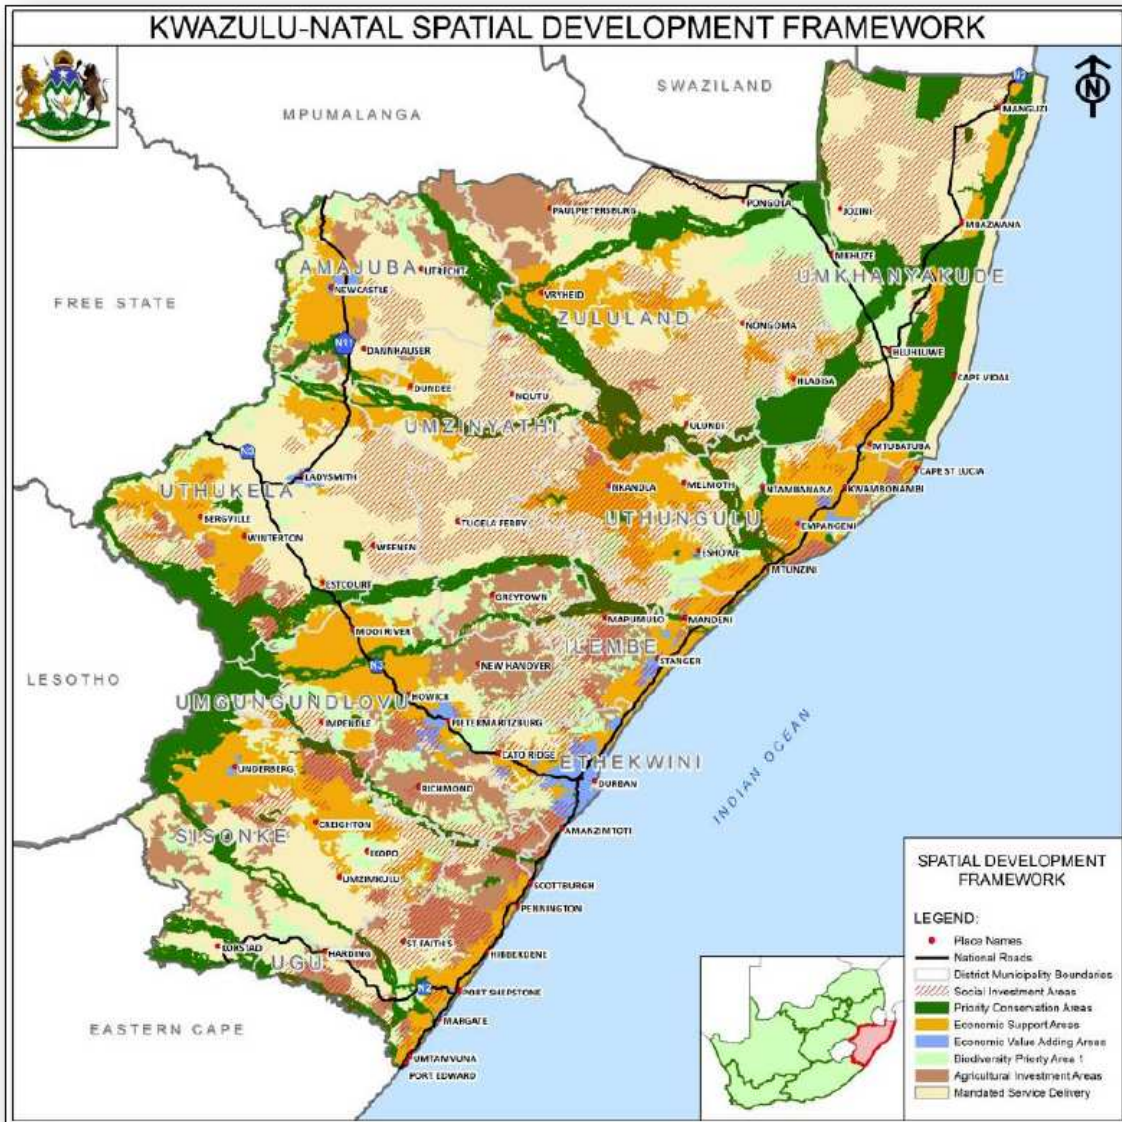 KWAZULU-NATAL SPATIAL DEVELOPMENT FRAMEWORK
SWAZILAND
N
MPUMALANGA
N2
MANGUZI
PONGOLA
PAULPIETERSBURG
JOZINI
MBAZWANA
MKHUZE
AMAJUBA
UTRECHT
UMKHANYAKUDE
FREE STATE
NEWCASTLE
VRYHEID
ZULULAND
NONGOMA
N11
DANNHAUSER
HLUHLUWE
DUNDEE
NQUTU
HLABISA
CAPE VIDAL
UMZINYATHI
ULUNDI
N3
MTUBATUBA
LADYSMITH
CAPE ST LUCIA
UTHUKELA
NKANDLA
MELMOTH
NTAMBANANA
KWAMBONAMBI
BERGVILLE
TUGELA FERRY
UTHUNGULU
EMPANGENI
WINTERTON
WEENEN
ESHOWE
MTUNZINI
ESTCOURT
GREYTOWN
MAPUMULO
MANDENI
MOOI RIVER
ILEMBE
STANGER
N3
NEW HANOVER
LESOTHO
UMGUNGUNDLOVU
HOWICK
IMPENDLE
PIETERMARITZBURG
CATO RIDGE
ETHEKWINI
INDIAN OCEAN
UNDERBERG
DURBAN
RICHMOND
SISONKE
CREIGHTON
AMANZIMTOTI
IXOPO
UMZIMKULU
SCOTTBURGH
PENNINGTON
ST FAITH'S
KOKSTAD
HARDING
HIBBERDENE
UGU
N2
PORT SHEPSTONE
EASTERN CAPE
MARGATE
UMTAMVUNA
PORT EDWARD
SPATIAL DEVELOPMENT
FRAMEWORK
LEGEND:
Place Names
National Roads
District Municipality Boundaries
Social Investment Areas
Priority Conservation Areas
Economic Support Areas
Economic Value Adding Areas
Biodiversity Priority Area 1
Agricultural Investment Areas
Mandated Service Delivery